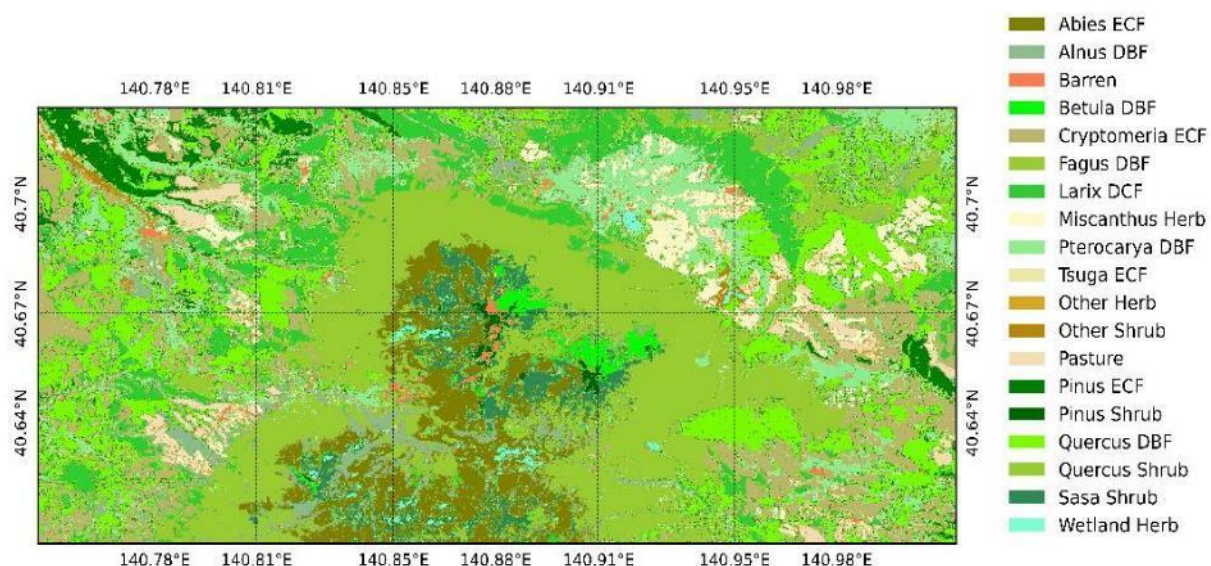 140.78°E 140.81°E 140.85°E 140.88°E 140.91°E 140.95°E 140.98°E
40.7°N 40.7°N
40.67°N 40.67°N
40.64°N 40.64°N
140.78°E 140.81°E 140.85°E 140.88°E 140.91°E 140.95°E 140.98°E
Abies ECF
Alnus DBF
Barren
Betula DBF
Cryptomeria ECF
Fagus DBF
Larix DCF
Miscanthus Herb
Pterocarya DBF
Tsuga ECF
Other Herb
Other Shrub
Pasture
Pinus ECF
Pinus Shrub
Quercus DBF
Quercus Shrub
Sasa Shrub
Wetland Herb